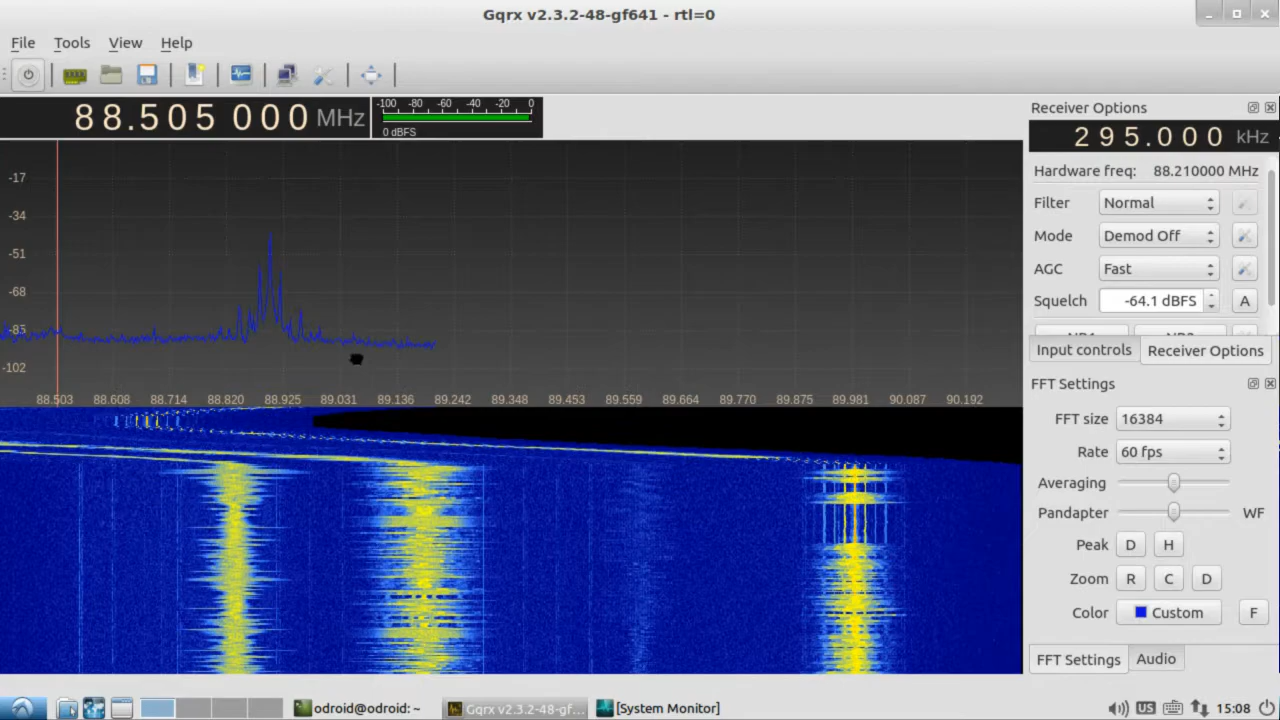 Gqrx v2.3.2-48-gf641 - rtl=0
File Tools View Help
88.505 000 MHz
-100 -80 -60 -40 -20 0
0 dBFS
-17
-34
-51
-68
-85
-102
88.503 88.608 88.714 88.820 88.925 89.031 89.136 89.242 89.348 89.453 89.559 89.664 89.770 89.875 89.981 90.087 90.192
Receiver Options
295.000 kHz
Hardware freq: 88.210000 MHz
Filter Normal
Mode Demod Off
AGC Fast
Squelch -64.1 dBFS A
Input controls Receiver Options
FFT Settings
FFT size 16384
Rate 60 fps
Averaging
Pandapter WF
Peak D H
Zoom R C D
Color Custom F
FFT Settings Audio
odroid@odroid: ~ Gqrx v2.3.2-48-gf... [System Monitor] US 15:08